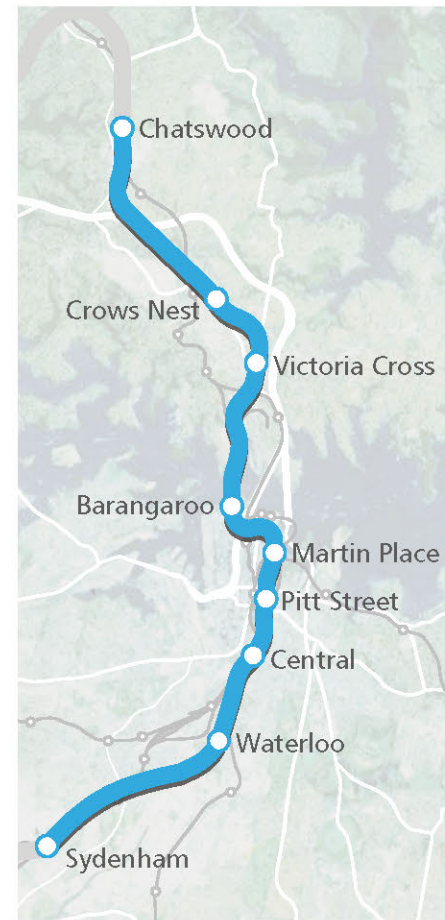 Chatswood
Crows Nest
Victoria Cross
Barangaroo
Martin Place
Pitt Street
Central
Waterloo
Sydenham